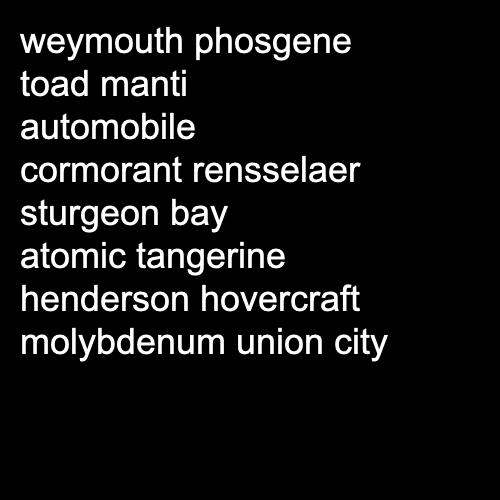 weymouth phosgene
toad manti
automobile
cormorant rensselaer
sturgeon bay
atomic tangerine
henderson hovercraft
molybdenum union city